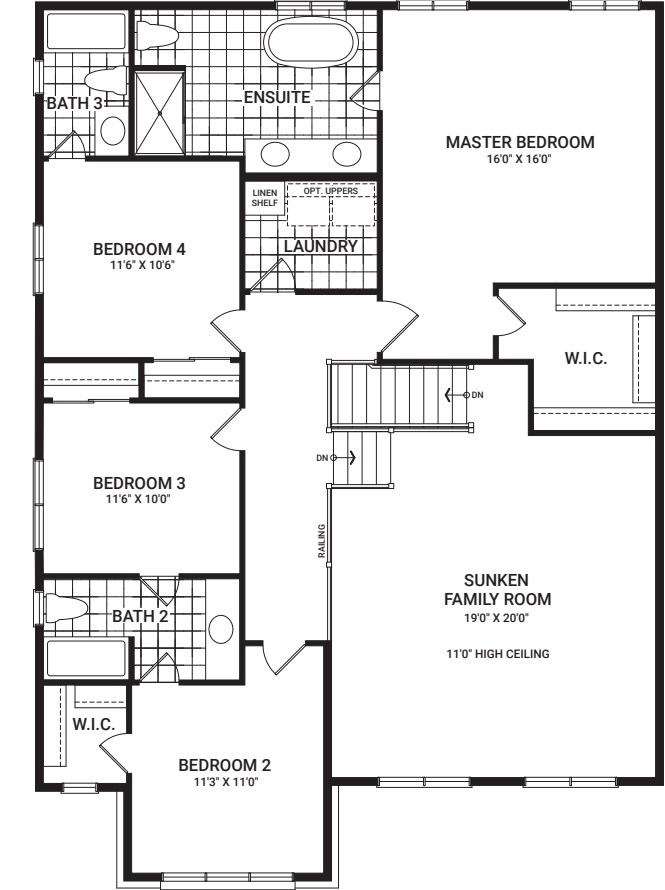 BATH 3
ENSUITE
MASTER BEDROOM
16'0" X 16'0"
LINEN
SHELF
OPT. UPPERS
LAUNDRY
BEDROOM 4
11'6" X 10'6"
W.I.C.
DN
DN
BEDROOM 3
11'6" X 10'0"
RAILING
SUNKEN
FAMILY ROOM
19'0" X 20'0"
11'0" HIGH CEILING
BATH 2
W.I.C.
BEDROOM 2
11'3" X 11'0"